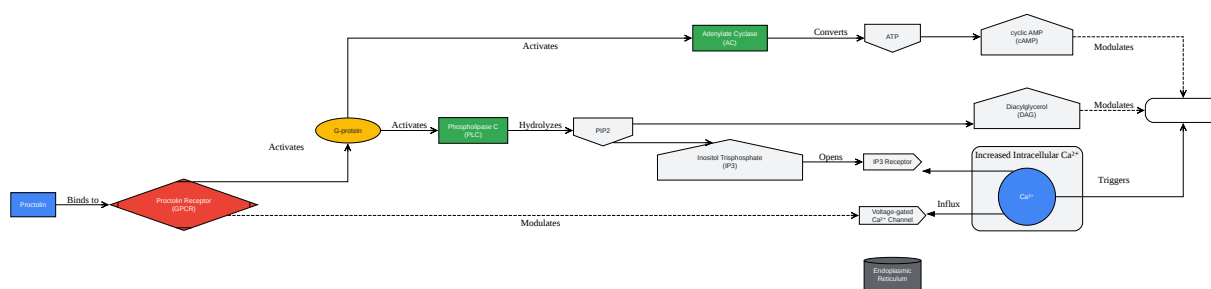 Adenylate Cyclase
(AC)
Converts
ATP
cyclic AMP
(cAMP)
Activates
Modulates
Diacylglycerol
(DAG)
Modulates
G-protein
Activates
Phospholipase C
(PLC)
Hydrolyzes
PIP2
Activates
Inositol Trisphosphate
(IP3)
Opens
IP3 Receptor
Increased Intracellular Ca²⁺
Triggers
Proctolin
Binds to
Proctolin Receptor
(GPCR)
Ca²⁺
Influx
Voltage-gated
Ca²⁺ Channel
Modulates
Endoplasmic
Reticulum